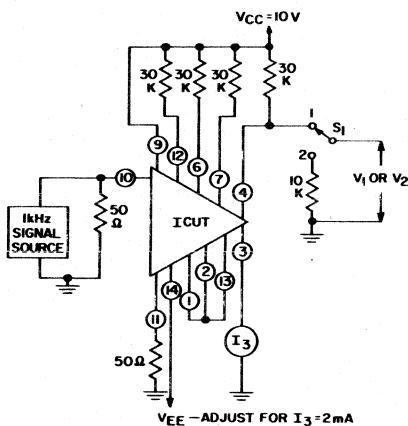 VCC = 10 V
30 K
30 K
30 K
30 K
1
S1
2
10 K
V1 OR V2
9
12
6
7
4
10
ICUT
1kHz SIGNAL SOURCE
50 Ω
3
2
13
1
14
11
I3
50Ω
VEE – ADJUST FOR I3 = 2mA